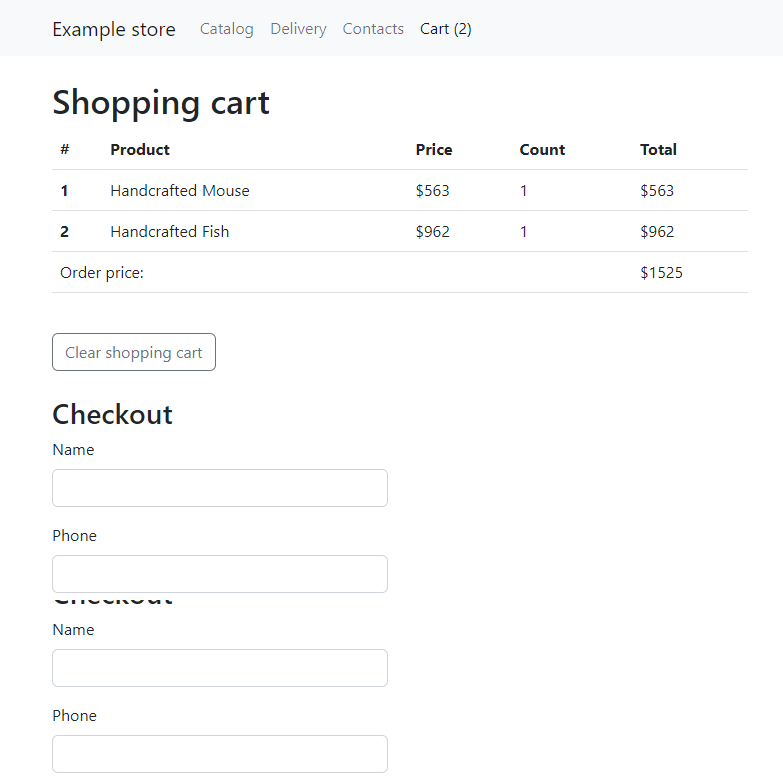 Example store Catalog Delivery Contacts Cart (2)
Shopping cart
# Product Price Count Total
1 Handcrafted Mouse $563 1 $563
2 Handcrafted Fish $962 1 $962
Order price: $1525
Clear shopping cart
Checkout
Name
Phone
Checkout
Name
Phone